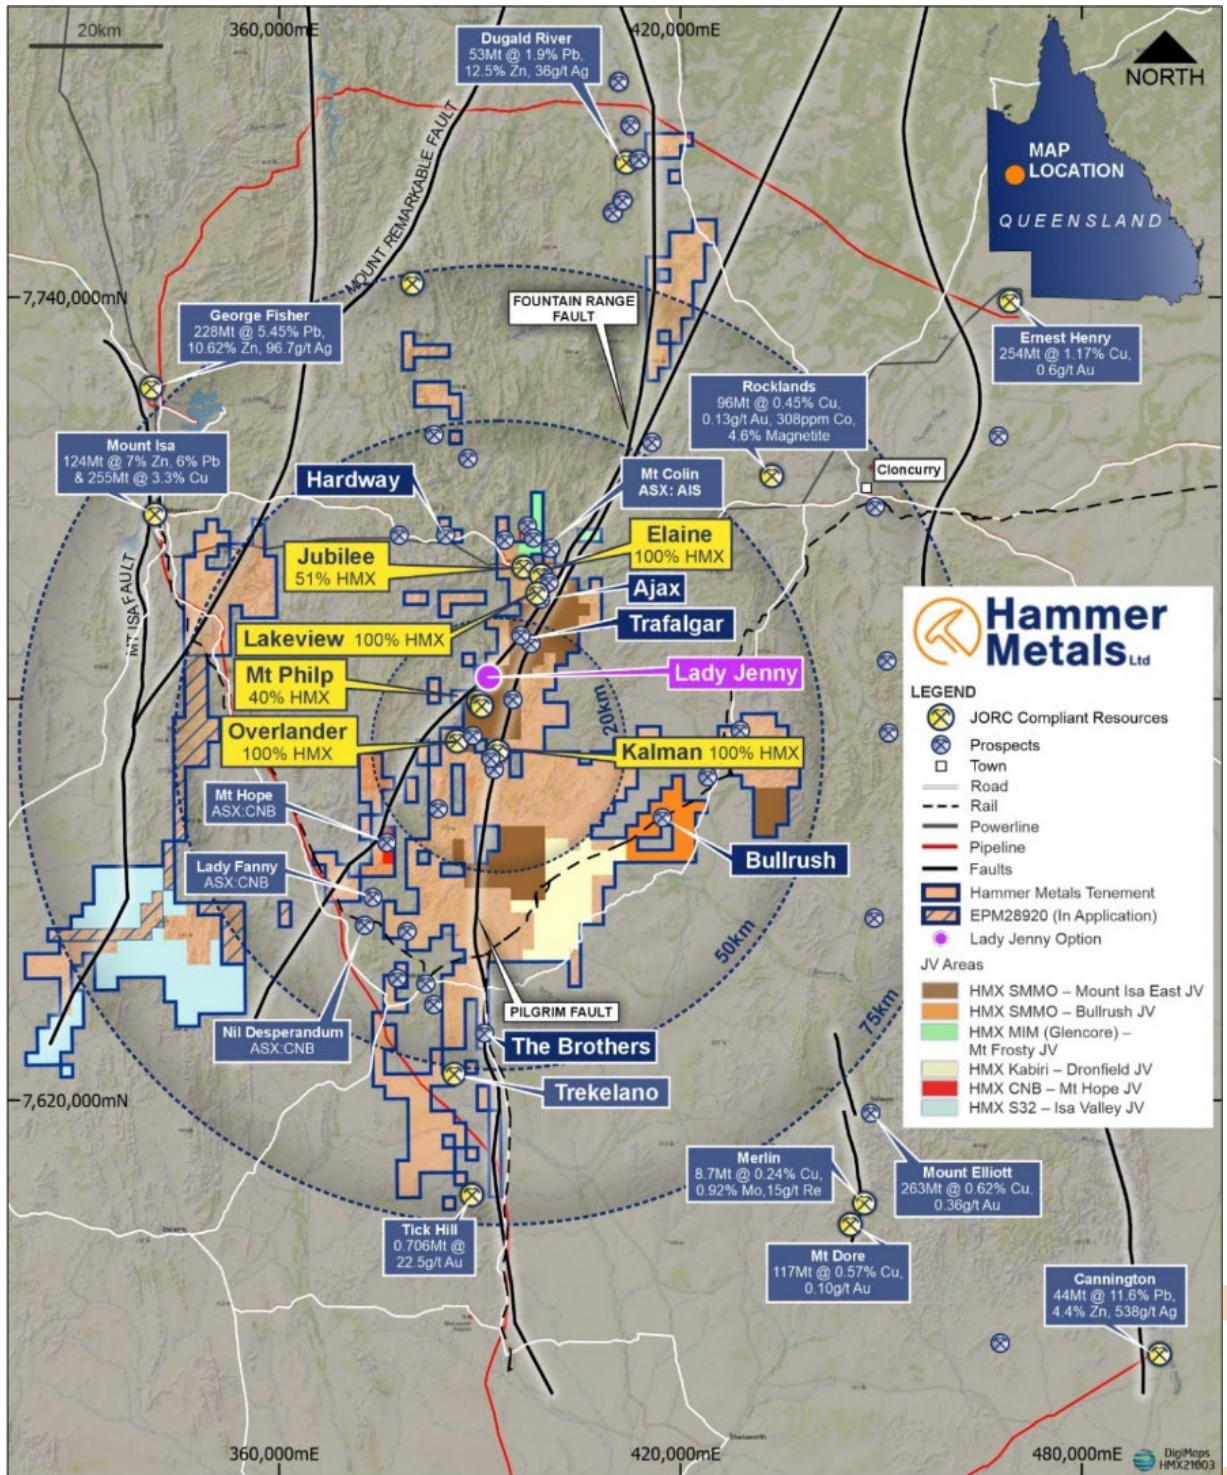 20km
360,000mE
420,000mE
Dugald River
53Mt @ 1.9% Pb,
12.5% Zn, 36g/t Ag
NORTH
MAP
LOCATION
QUEENSLAND
MOUNT REMARKABLE FAULT
7,740,000mN
FOUNTAIN RANGE
FAULT
George Fisher
228Mt @ 5.45% Pb,
10.62% Zn, 96.7g/t Ag
Ernest Henry
254Mt @ 1.17% Cu,
0.6g/t Au
Rocklands
96Mt @ 0.45% Cu,
0.13g/t Au, 308ppm Co,
4.6% Magnetite
Mount Isa
124Mt @ 7% Zn, 6% Pb
& 255Mt @ 3.3% Cu
Hardway
Mt Colin
ASX: AIS
Cloncurry
Jubilee
51% HMX
Elaine
100% HMX
MT ISA FAULT
Ajax
Trafalgar
Lakeview 100% HMX
Lady Jenny
Mt Philp
40% HMX
20km
Overlander
100% HMX
Kalman 100% HMX
Mt Hope
ASX:CNB
Bullrush
Lady Fanny
ASX:CNB
50km
75km
PILGRIM FAULT
Nil Desperandum
ASX:CNB
The Brothers
Trekelano
7,620,000mN
Hammer
Metals Ltd
LEGEND
JORC Compliant Resources
Prospects
Town
Road
Rail
Powerline
Pipeline
Faults
Hammer Metals Tenement
EPM28920 (In Application)
Lady Jenny Option
JV Areas
HMX SMMO – Mount Isa East JV
HMX SMMO – Bullrush JV
HMX MIM (Glencore) –
Mt Frosty JV
HMX Kabiri – Dronfield JV
HMX CNB – Mt Hope JV
HMX S32 – Isa Valley JV
Merlin
8.7Mt @ 0.24% Cu,
0.92% Mo,15g/t Re
Mount Elliott
263Mt @ 0.62% Cu,
0.36g/t Au
Tick Hill
0.706Mt @
22.5g/t Au
Mt Dore
117Mt @ 0.57% Cu,
0.10g/t Au
Cannington
44Mt @ 11.6% Pb,
4.4% Zn, 538g/t Ag
360,000mE
420,000mE
480,000mE
DigiMaps
HMX21003